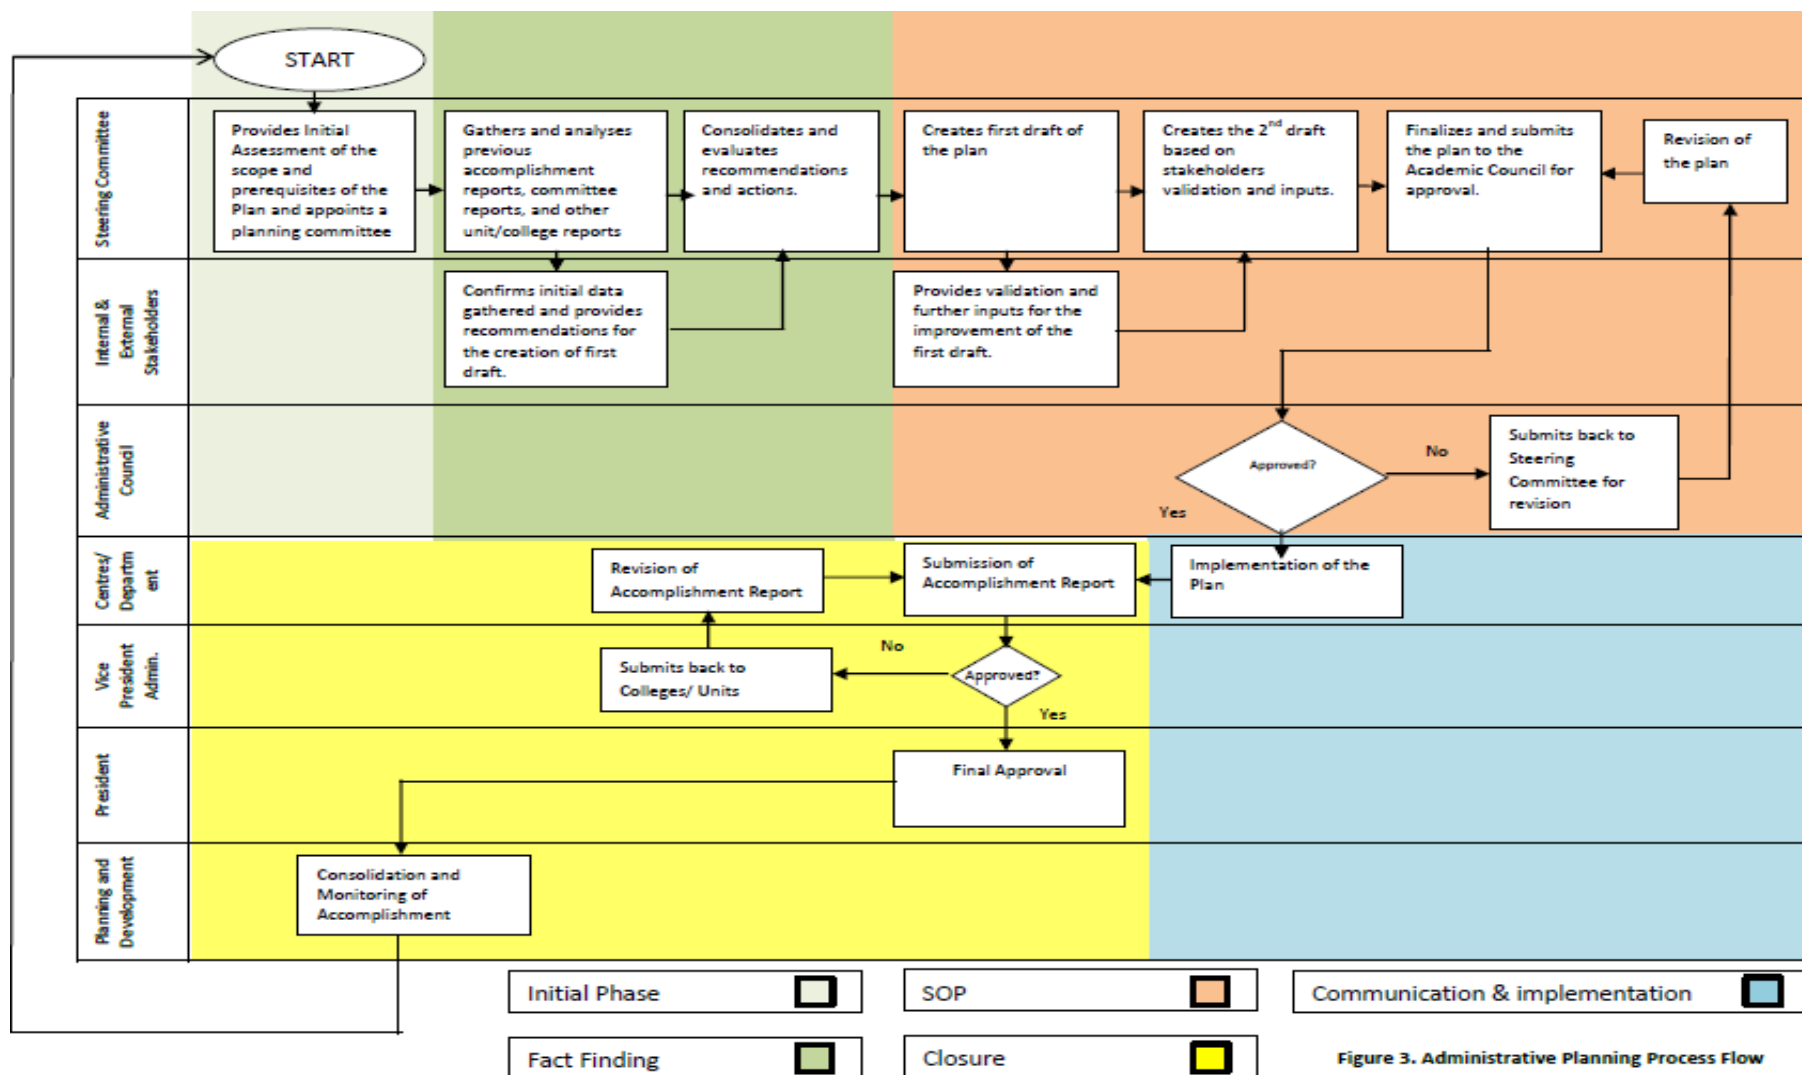 START
Steering Committee
Provides Initial
Assessment of the
scope and
prerequisites of the
Plan and appoints a
planning committee
Gathers and analyses
previous
accomplishment
reports, committee
reports, and other
unit/college reports
Consolidates and
evaluates
recommendations
and actions.
Creates first draft of
the plan
Creates the 2nd draft
based on
stakeholders
validation and inputs.
Finalizes and submits
the plan to the
Academic Council for
approval.
Revision of
the plan
Internal &
External
Stakeholders
Confirms initial data
gathered and provides
recommendations for
the creation of first
draft.
Provides validation and
further inputs for the
improvement of the
first draft.
Administrative
Council
Approved?
No
Yes
Submits back to
Steering
Committee for
revision
Centres/
Departm
ent
Revision of
Accomplishment Report
Submission of
Accomplishment Report
Implementation of the
Plan
Vice
President
Admin.
Submits back to
Colleges/ Units
No
Approved?
Yes
President
Final Approval
Planning and
Development
Consolidation and
Monitoring of
Accomplishment
Initial Phase
SOP
Communication & implementation
Fact Finding
Closure
Figure 3. Administrative Planning Process Flow